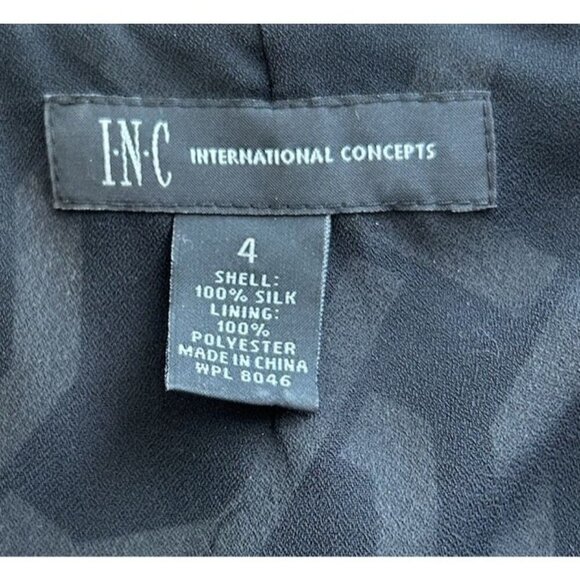 I·N·C INTERNATIONAL CONCEPTS
4
SHELL:
100% SILK
LINING:
100%
POLYESTER
MADE IN CHINA
WPL 8046